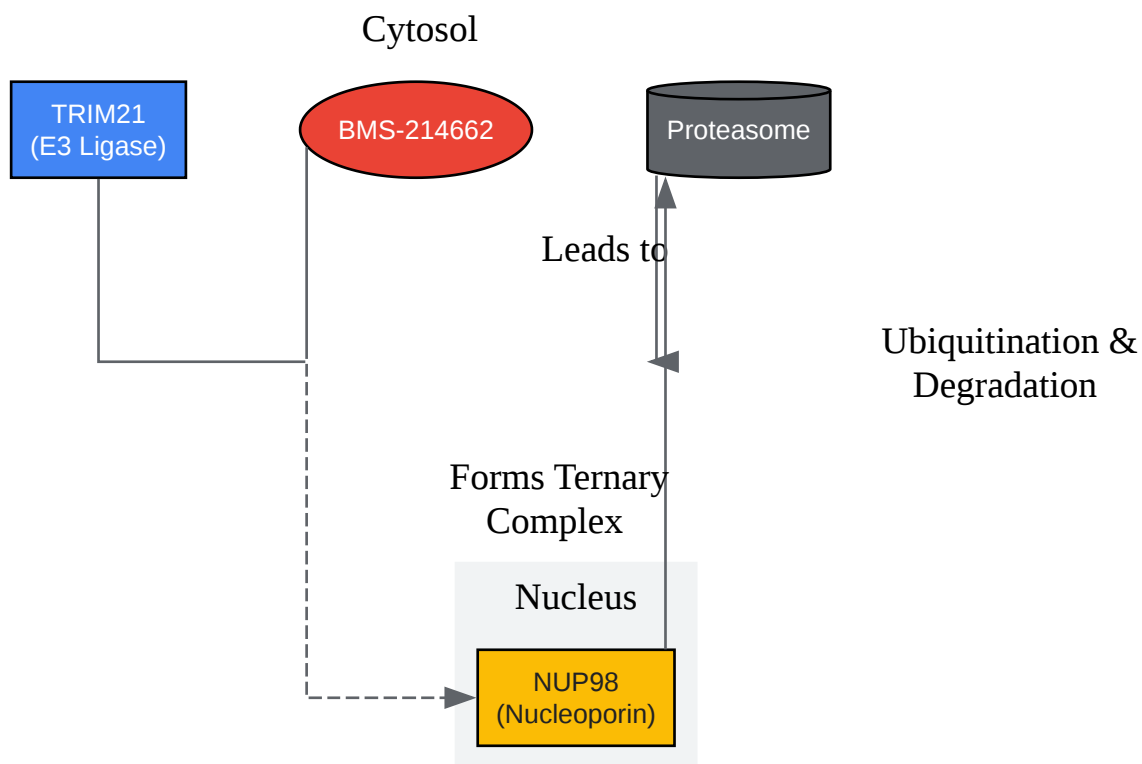 Cytosol
TRIM21
(E3 Ligase)
BMS-214662
Proteasome
Leads to
Ubiquitination &
Degradation
Forms Ternary
Complex
Nucleus
NUP98
(Nucleoporin)